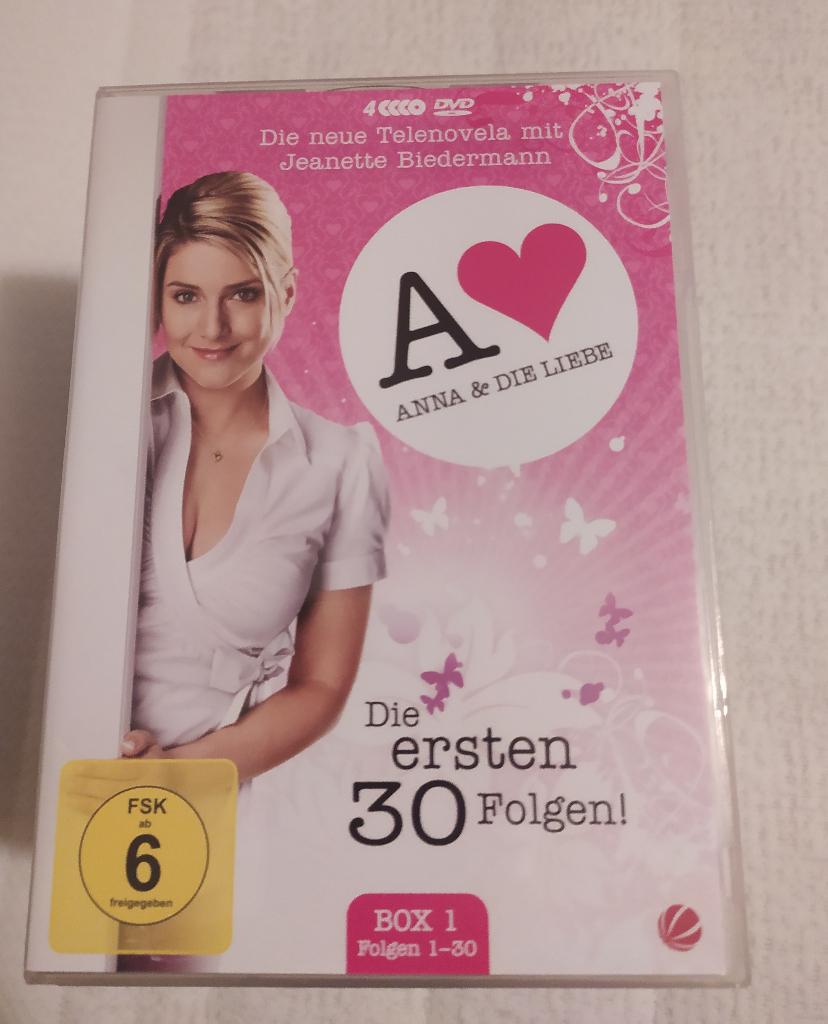 4 DVD
Die neue Telenovela mit
Jeanette Biedermann
A
ANNA & DIE LIEBE
Die
ersten
30 Folgen!
FSK
ab
6
freigegeben
BOX 1
Folgen 1-30